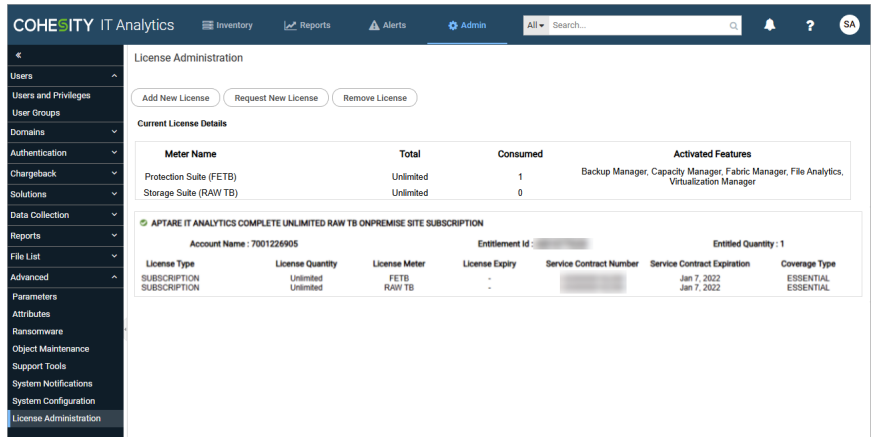 COHESITY IT Analytics Inventory Reports Alerts Admin All Search... ? SA
«
Users
Users and Privileges
User Groups
Domains
Authentication
Chargeback
Solutions
Data Collection
Reports
File List
Advanced
Parameters
Attributes
Ransomware
Object Maintenance
Support Tools
System Notifications
System Configuration
License Administration
License Administration
Add New License Request New License Remove License
Current License Details
Meter Name Total Consumed Activated Features
Protection Suite (FETB) Unlimited 1 Backup Manager, Capacity Manager, Fabric Manager, File Analytics,
Virtualization Manager
Storage Suite (RAW TB) Unlimited 0
APTARE IT ANALYTICS COMPLETE UNLIMITED RAW TB ONPREMISE SITE SUBSCRIPTION
Account Name : 7001226905 Entitlement Id : Entitled Quantity : 1
License Type License Quantity License Meter License Expiry Service Contract Number Service Contract Expiration Coverage Type
SUBSCRIPTION Unlimited FETB - Jan 7, 2022 ESSENTIAL
SUBSCRIPTION Unlimited RAW TB - Jan 7, 2022 ESSENTIAL